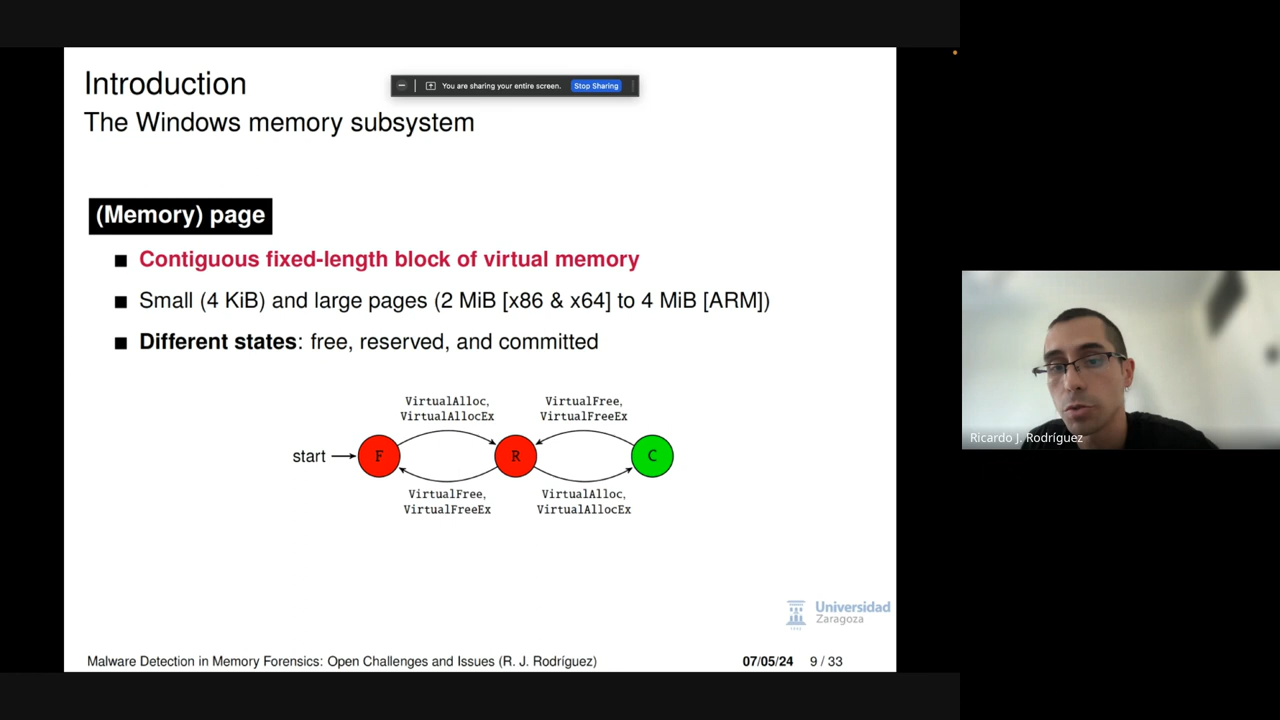 Introduction
You are sharing your entire screen. Stop Sharing
The Windows memory subsystem
(Memory) page
Contiguous fixed-length block of virtual memory
Small (4 KiB) and large pages (2 MiB [x86 & x64] to 4 MiB [ARM])
Different states: free, reserved, and committed
VirtualAlloc,
VirtualAllocEx
VirtualFree,
VirtualFreeEx
start
F
R
C
VirtualFree,
VirtualFreeEx
VirtualAlloc,
VirtualAllocEx
Ricardo J. Rodríguez
Universidad
Zaragoza
Malware Detection in Memory Forensics: Open Challenges and Issues (R. J. Rodríguez)
07/05/24 9 / 33